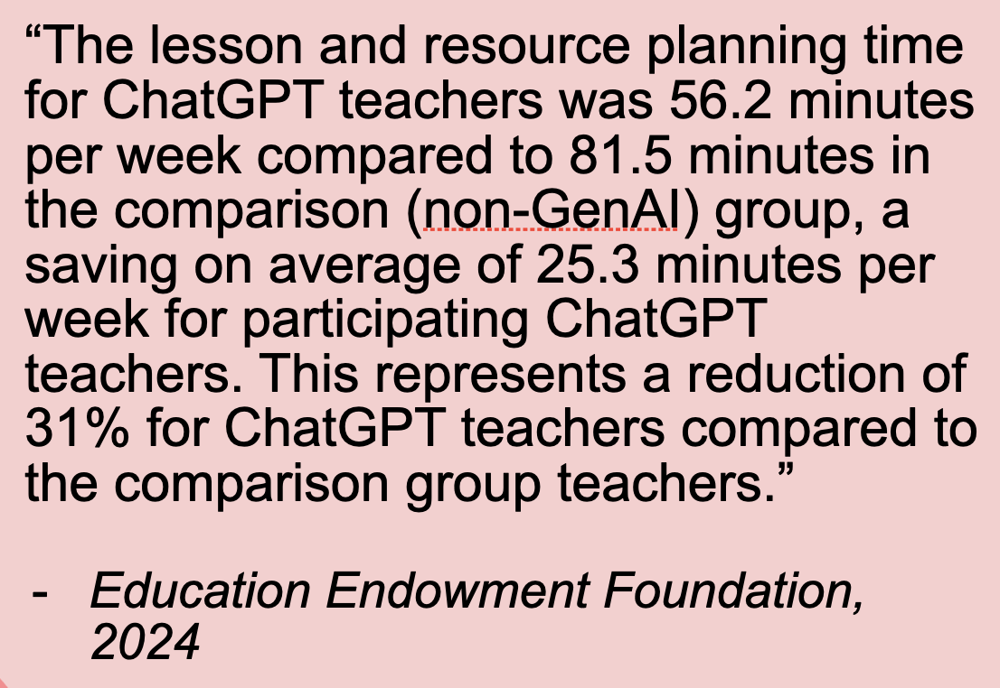 “The lesson and resource planning time
for ChatGPT teachers was 56.2 minutes
per week compared to 81.5 minutes in
the comparison (non-GenAI) group, a
saving on average of 25.3 minutes per
week for participating ChatGPT
teachers. This represents a reduction of
31% for ChatGPT teachers compared to
the comparison group teachers.”
- Education Endowment Foundation,
2024